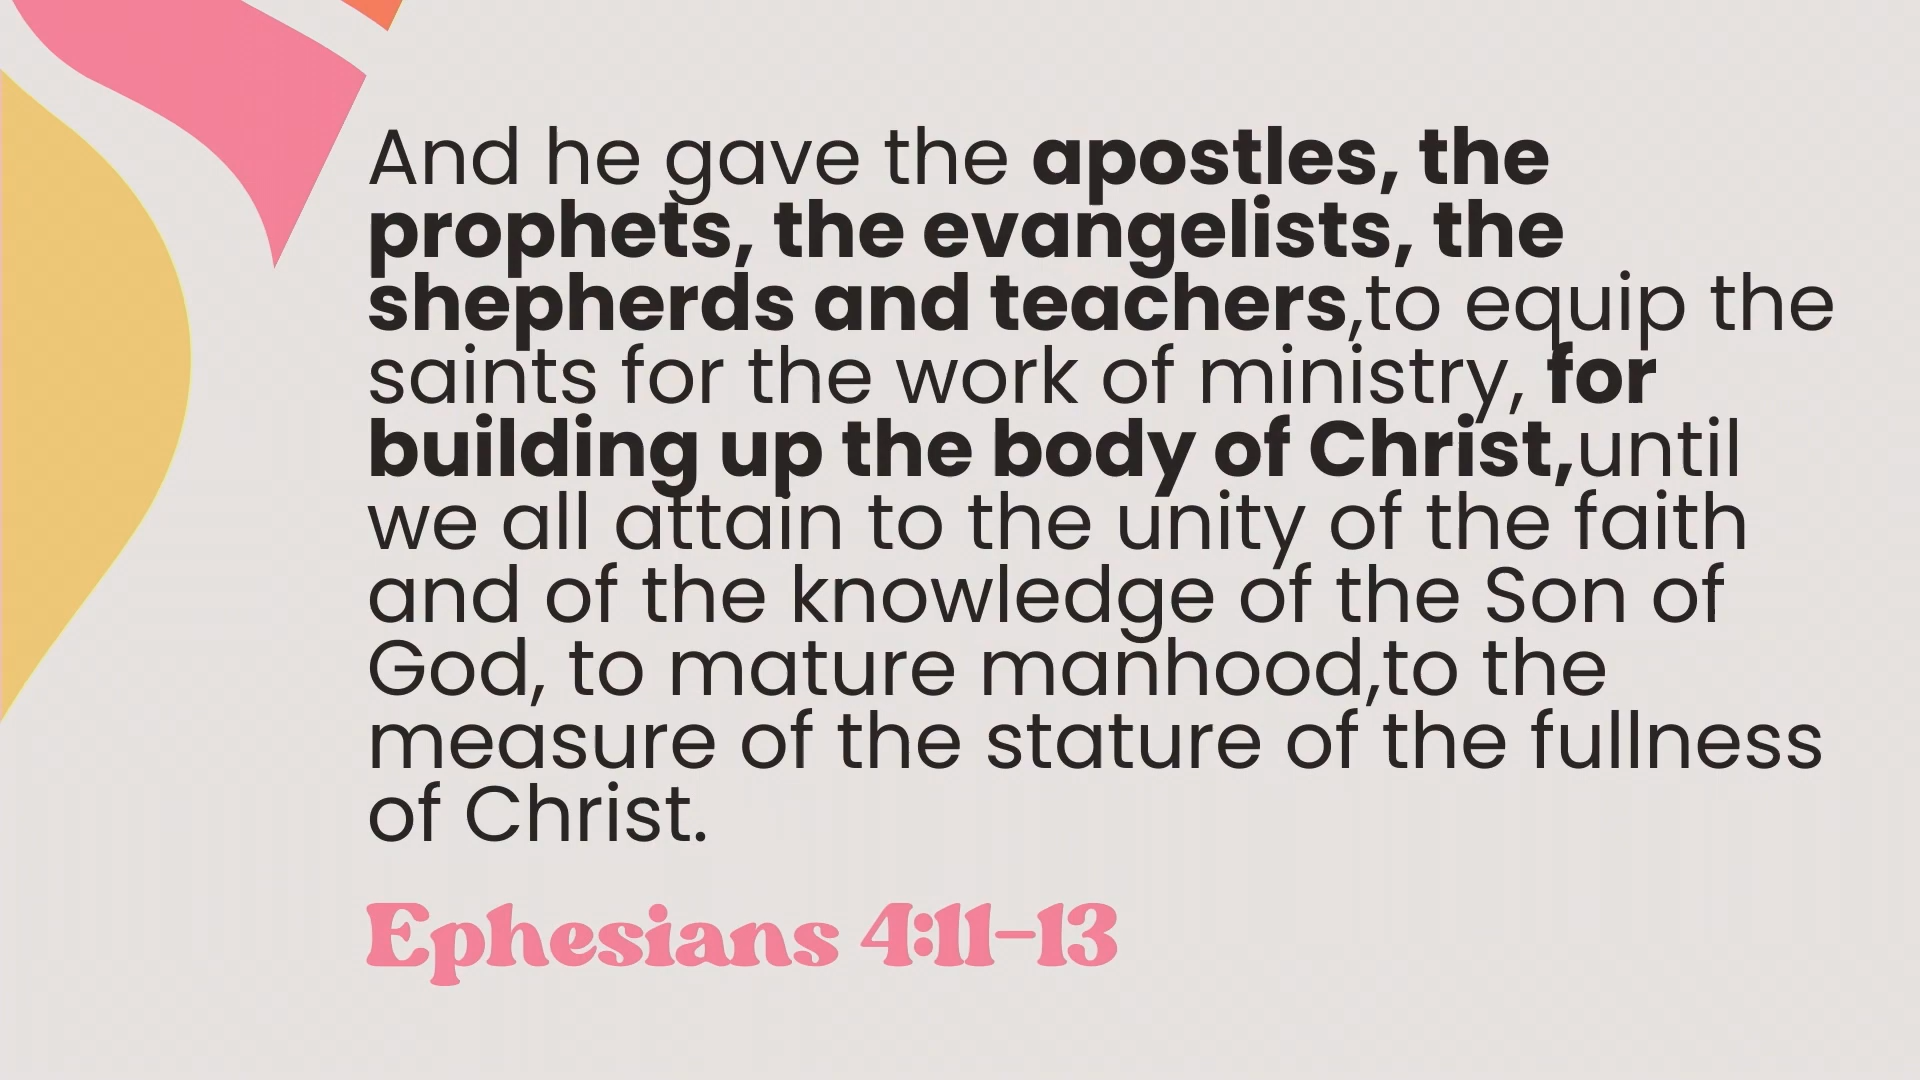 And he gave the apostles, the
prophets, the evangelists, the
shepherds and teachers,to equip the
saints for the work of ministry, for
building up the body of Christ,until
we all attain to the unity of the faith
and of the knowledge of the Son of
God, to mature manhood,to the
measure of the stature of the fullness
of Christ.
Ephesians 4:11–13